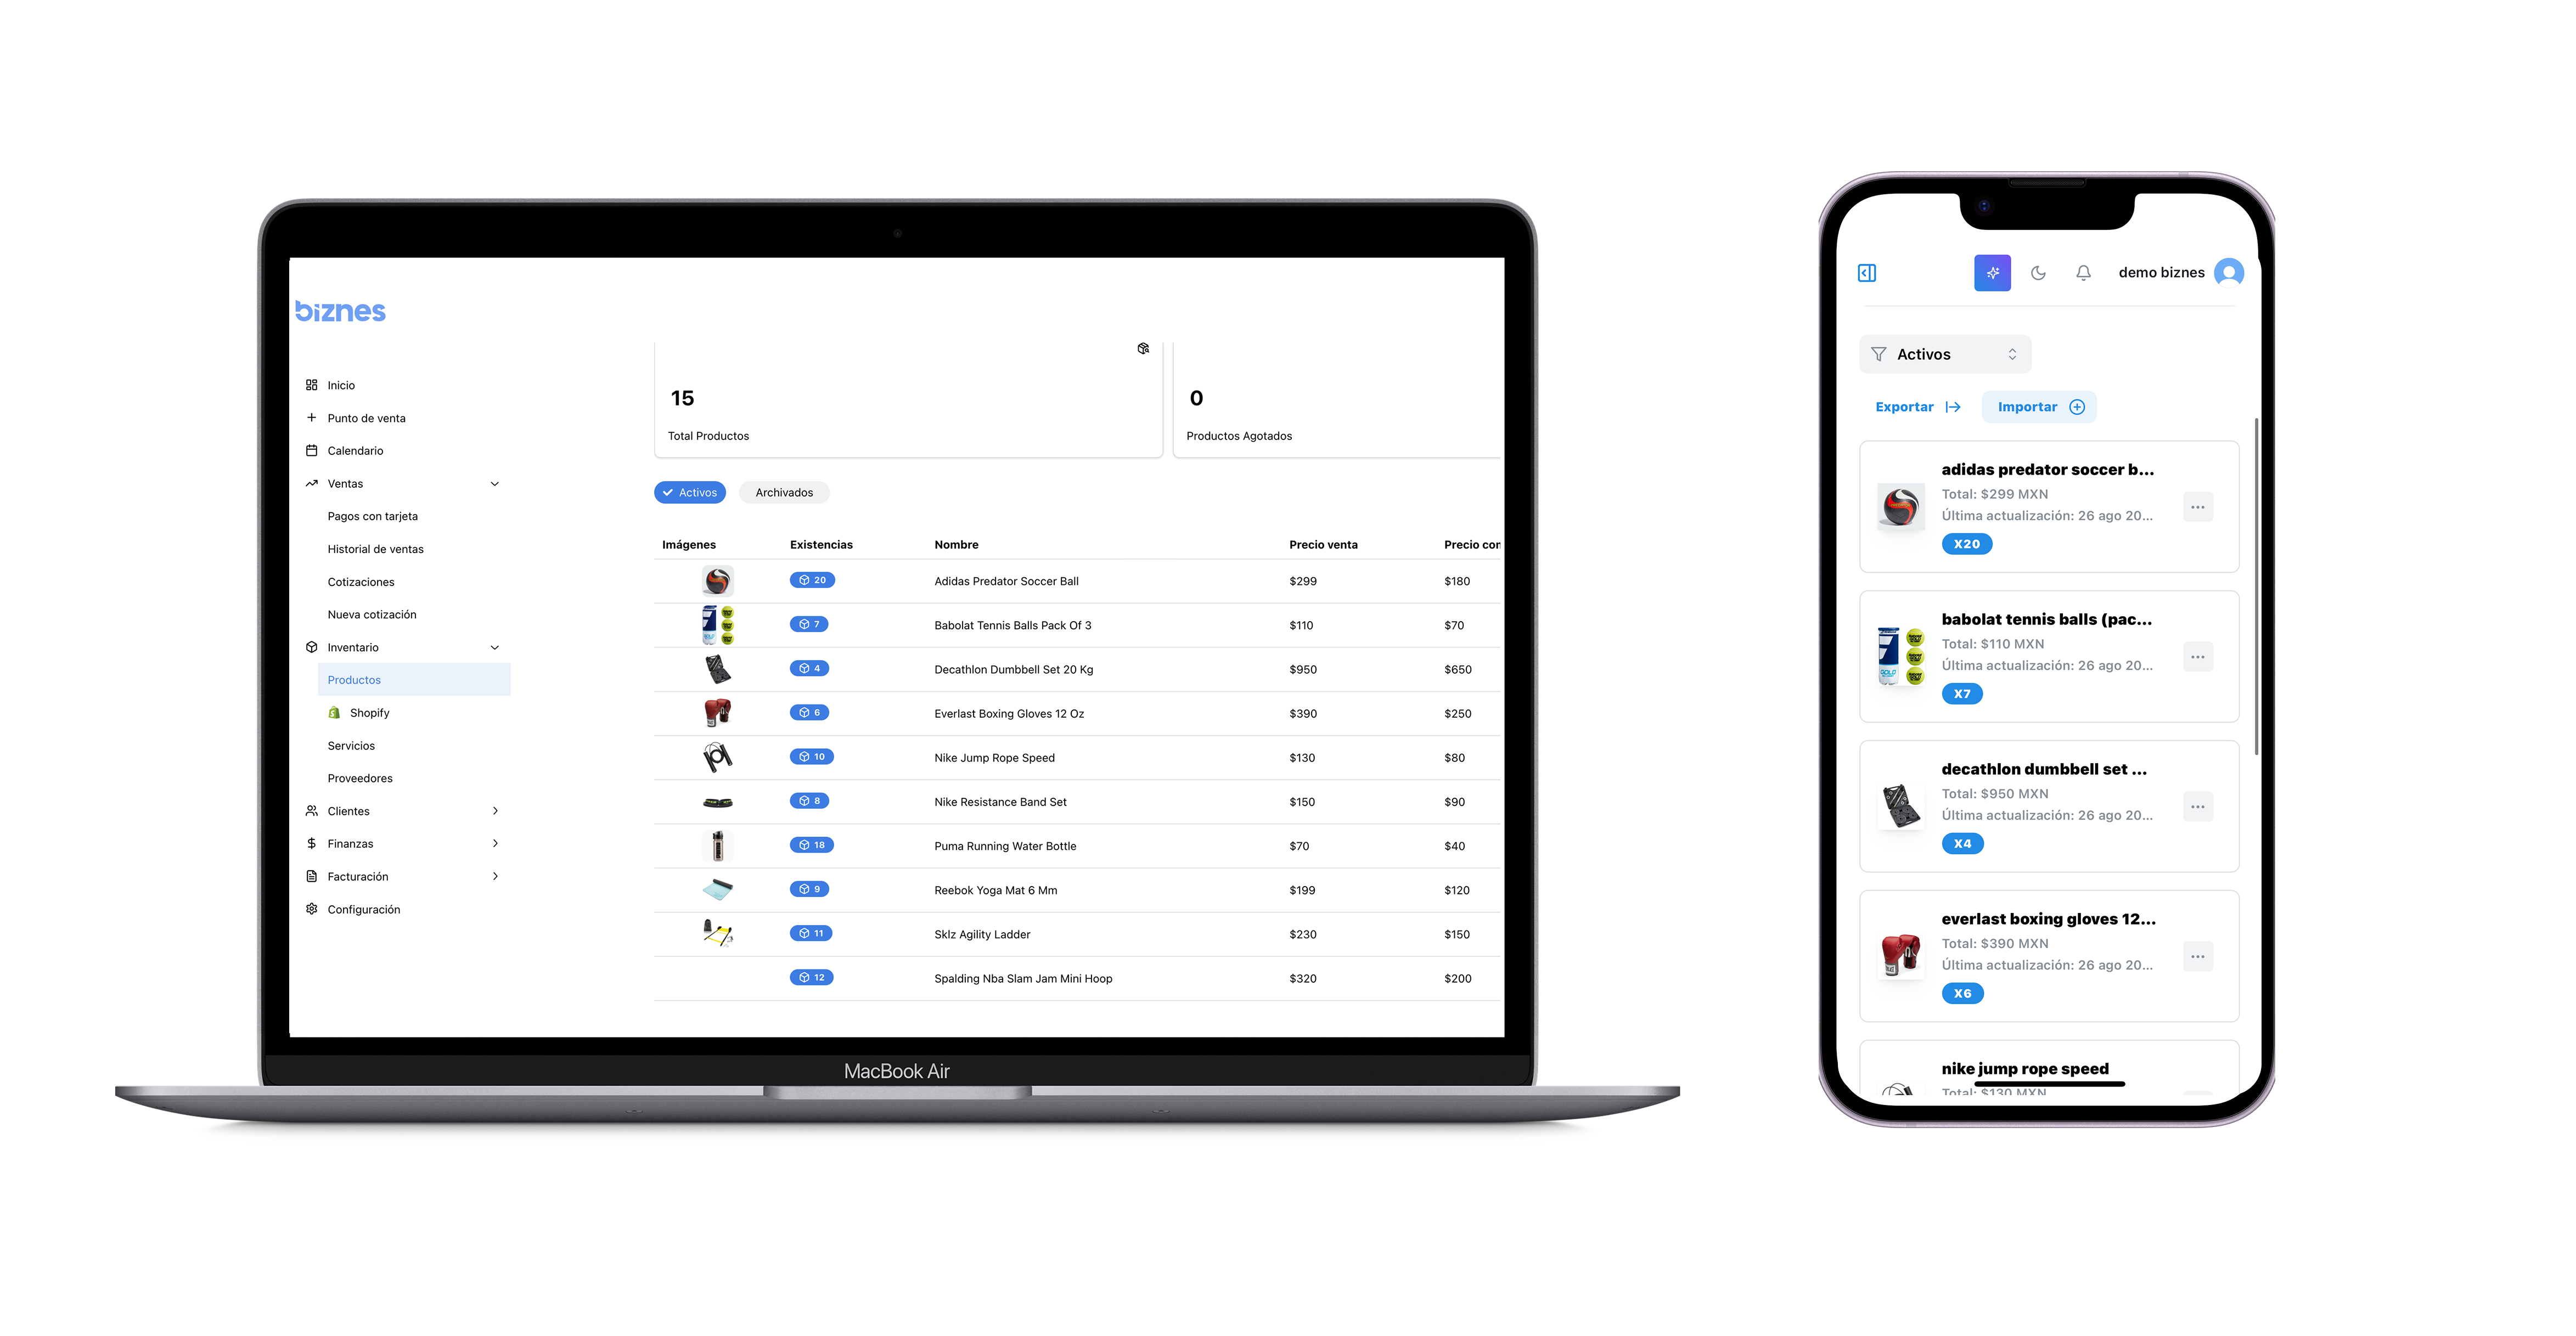 biznes
Inicio
Punto de venta
Calendario
Ventas
Pagos con tarjeta
Historial de ventas
Cotizaciones
Nueva cotización
Inventario
Productos
Shopify
Servicios
Proveedores
Clientes
Finanzas
Facturación
Configuración
15
Total Productos
0
Productos Agotados
Activos
Archivados
Imágenes Existencias Nombre Precio venta Precio con
20 Adidas Predator Soccer Ball $299 $180
7 Babolat Tennis Balls Pack Of 3 $110 $70
4 Decathlon Dumbbell Set 20 Kg $950 $650
6 Everlast Boxing Gloves 12 Oz $390 $250
10 Nike Jump Rope Speed $130 $80
8 Nike Resistance Band Set $150 $90
18 Puma Running Water Bottle $70 $40
9 Reebok Yoga Mat 6 Mm $199 $120
11 Sklz Agility Ladder $230 $150
12 Spalding Nba Slam Jam Mini Hoop $320 $200
MacBook Air
demo biznes
Activos
Exportar
Importar
adidas predator soccer b...
Total: $299 MXN
Última actualización: 26 ago 20...
X20
babolat tennis balls (pac...
Total: $110 MXN
Última actualización: 26 ago 20...
X7
decathlon dumbbell set ...
Total: $950 MXN
Última actualización: 26 ago 20...
X4
everlast boxing gloves 12...
Total: $390 MXN
Última actualización: 26 ago 20...
X6
nike jump rope speed
Total: $130 MXN